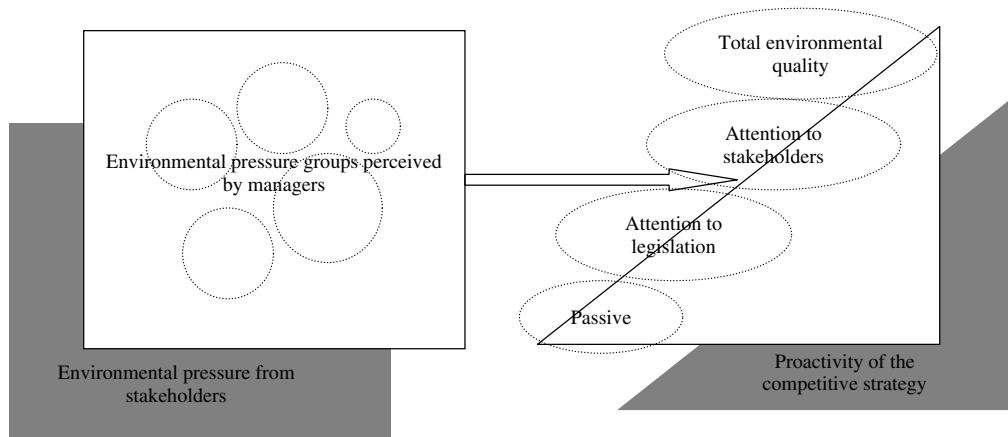 Environmental pressure groups perceived
by managers
Environmental pressure from
stakeholders
Total environmental
quality
Attention to
stakeholders
Attention to
legislation
Passive
Proactivity of the
competitive strategy